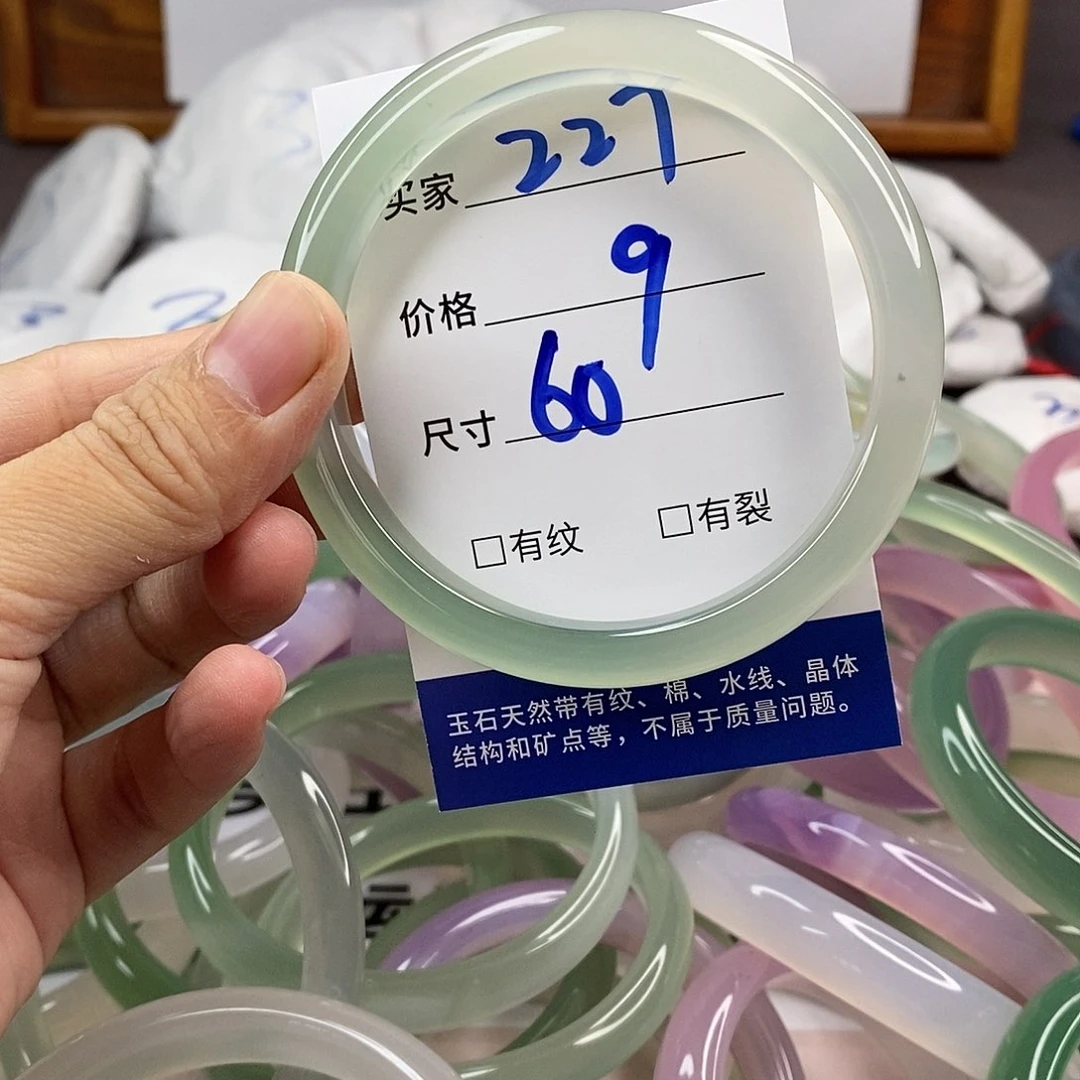 买家 227
价格 9
尺寸 60
□有纹 □有裂
玉石天然带有纹、棉、水线、晶体
结构和矿点等，不属于质量问题。